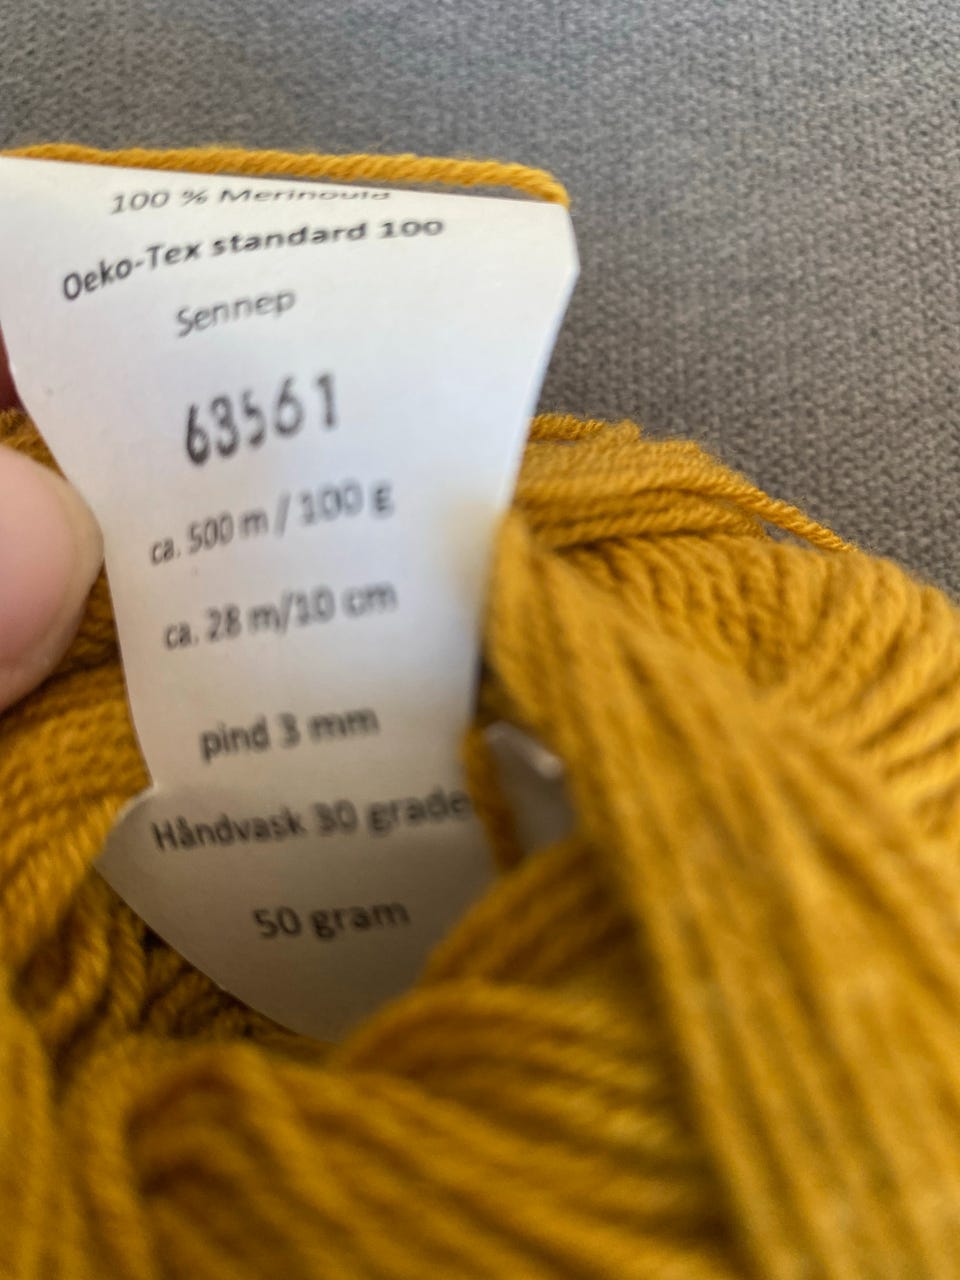 100 % Merinould
Oeko-Tex standard 100
Sennep
63561
ca. 500 m / 100 g
ca. 28 m/10 cm
pind 3 mm
Håndvask 30 grader
50 gram